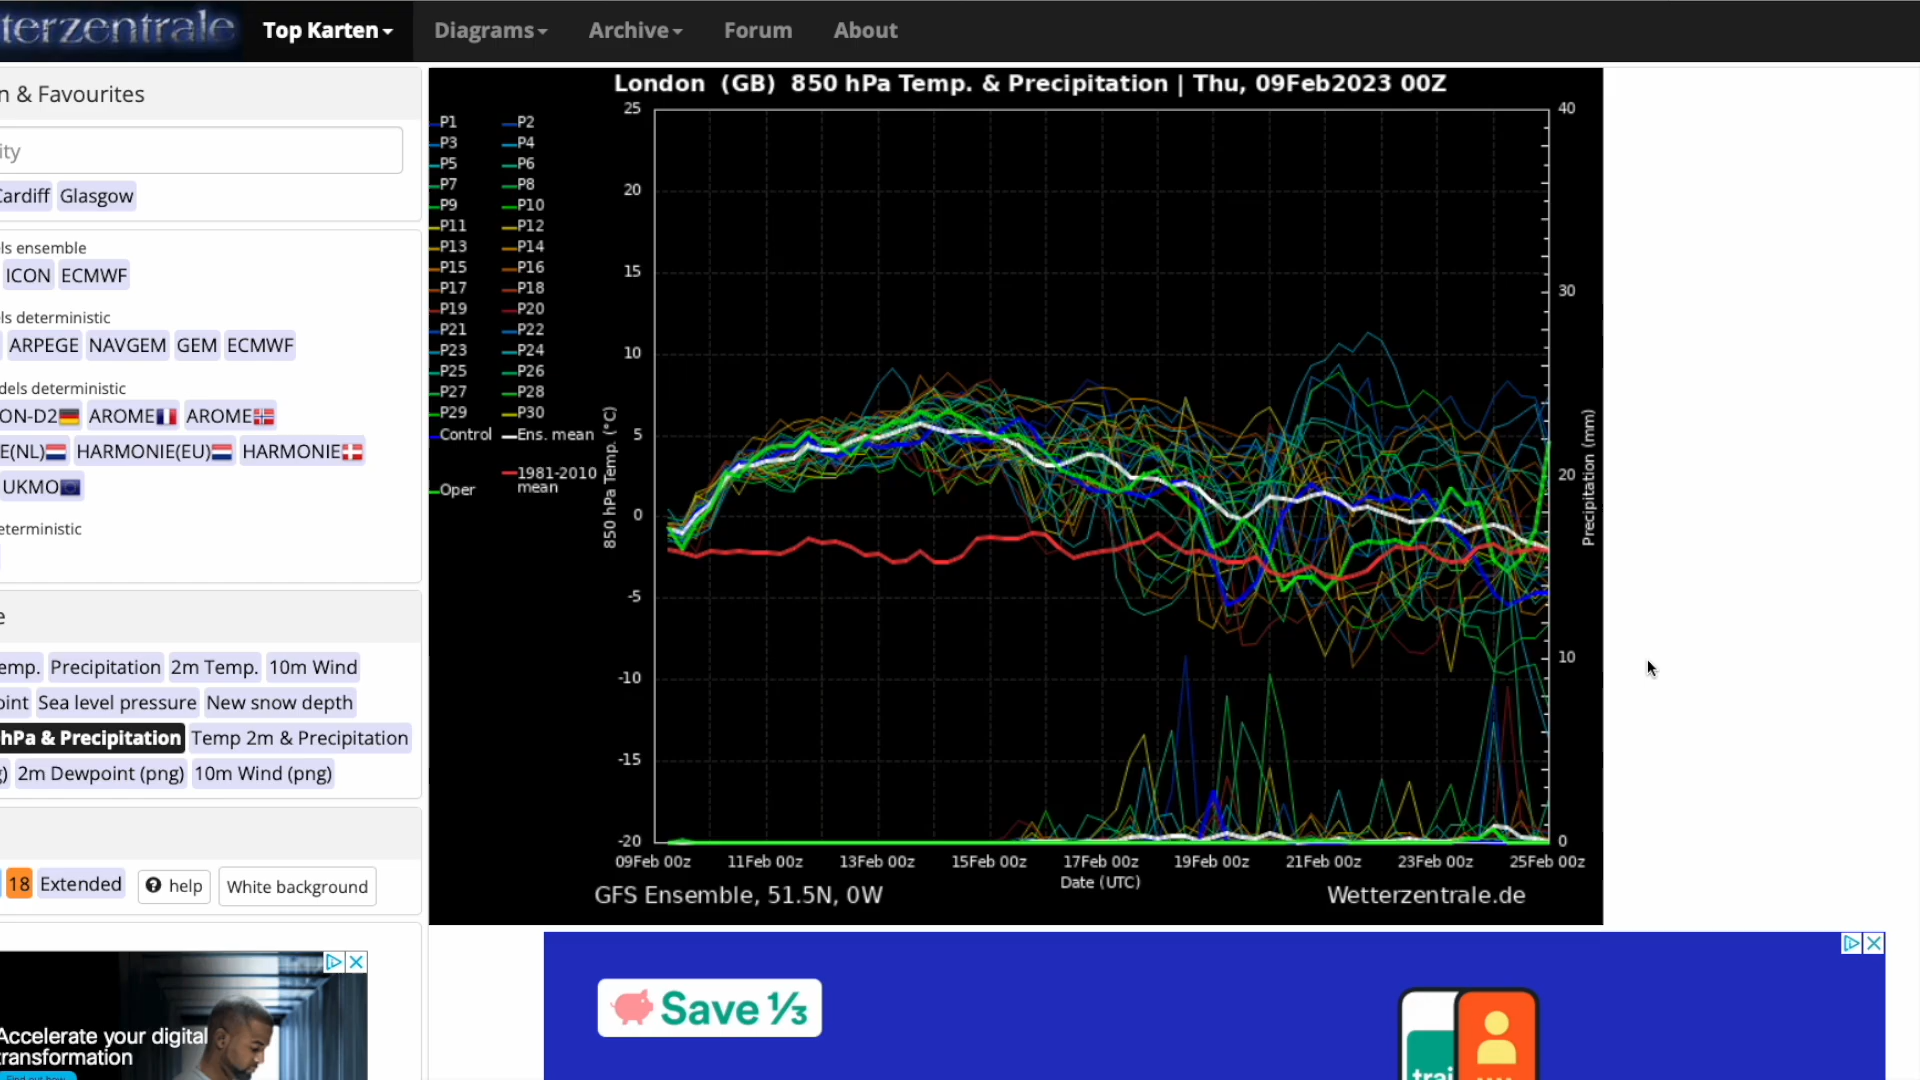 terzentrale
Top Karten
Diagrams
Archive
Forum
About
n & Favourites
ity
Cardiff Glasgow
ls ensemble
ICON ECMWF
ls deterministic
ARPEGE NAVGEM GEM ECMWF
dels deterministic
ON-D2 AROME AROME
E(NL) HARMONIE(EU) HARMONIE
UKMO
eterministic
e
emp. Precipitation 2m Temp. 10m Wind
oint Sea level pressure New snow depth
hPa & Precipitation Temp 2m & Precipitation
g) 2m Dewpoint (png) 10m Wind (png)
18 Extended ? help White background
Accelerate your digital
transformation
Find out how
London (GB) 850 hPa Temp. & Precipitation | Thu, 09Feb2023 00Z
P1 P2
P3 P4
P5 P6
P7 P8
P9 P10
P11 P12
P13 P14
P15 P16
P17 P18
P19 P20
P21 P22
P23 P24
P25 P26
P27 P28
P29 P30
Control Ens. mean
1981-2010
mean
Oper
850 hPa Temp. (°C)
25
20
15
10
5
0
-5
-10
-15
-20
40
30
20
10
0
Precipitation (mm)
09Feb 00z 11Feb 00z 13Feb 00z 15Feb 00z 17Feb 00z 19Feb 00z 21Feb 00z 23Feb 00z 25Feb 00z
Date (UTC)
GFS Ensemble, 51.5N, 0W
Wetterzentrale.de
Save ⅓
trai